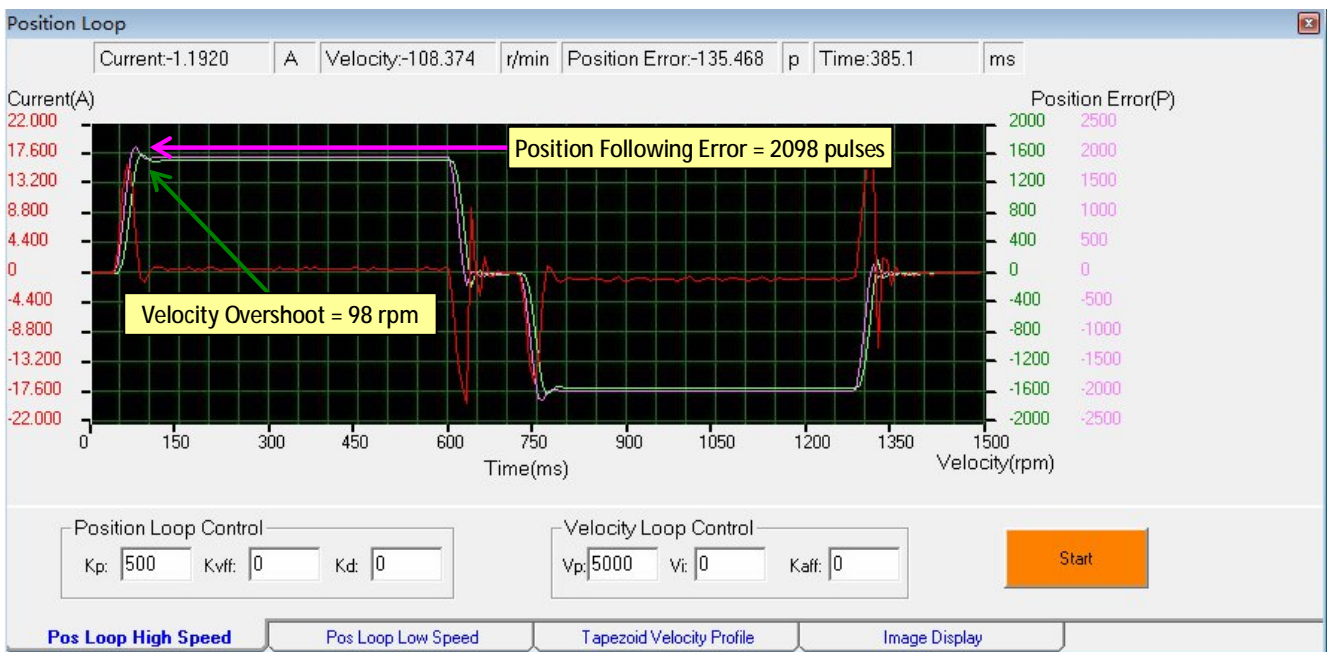 Position Loop
Current:-1.1920 A Velocity:-108.374 r/min Position Error:-135.468 p Time:385.1 ms
Current(A) Position Error(P)
22.000 2000 2500
17.600 1600 2000
13.200 1200 1500
8.800 800 1000
4.400 400 500
0 0 0
-4.400 -400 -500
-8.800 -800 -1000
-13.200 -1200 -1500
-17.600 -1600 -2000
-22.000 -2000 -2500
Position Following Error = 2098 pulses
Velocity Overshoot = 98 rpm
0 150 300 450 600 750 900 1050 1200 1350 1500
Time(ms) Velocity(rpm)
Position Loop Control Velocity Loop Control
Kp: 500 Kvff: 0 Kd: 0 Vp: 5000 Vi: 0 Kaff: 0 Start
Pos Loop High Speed Pos Loop Low Speed Tapezoid Velocity Profile Image Display